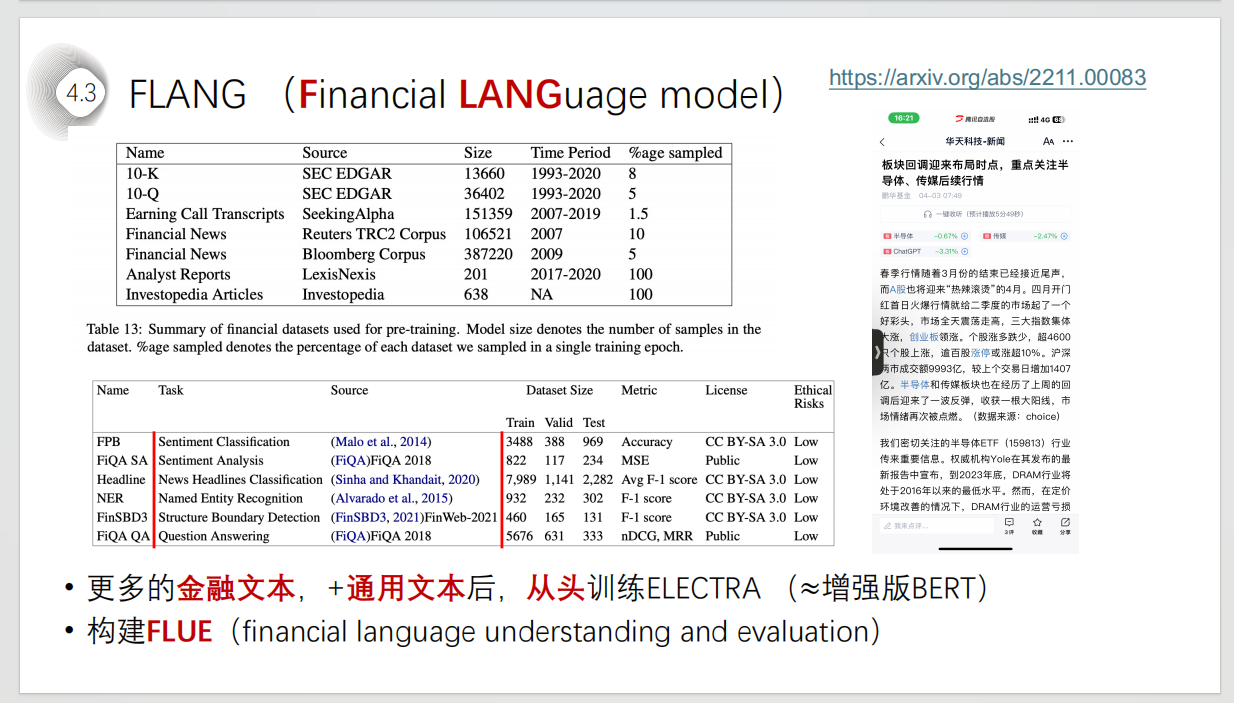 4.3
FLANG （Financial LANGuage model）
https://arxiv.org/abs/2211.00083
Name Source Size Time Period %age sampled
10-K SEC EDGAR 13660 1993-2020 8
10-Q SEC EDGAR 36402 1993-2020 5
Earning Call Transcripts SeekingAlpha 151359 2007-2019 1.5
Financial News Reuters TRC2 Corpus 106521 2007 10
Financial News Bloomberg Corpus 387220 2009 5
Analyst Reports LexisNexis 201 2017-2020 100
Investopedia Articles Investopedia 638 NA 100
Table 13: Summary of financial datasets used for pre-training. Model size denotes the number of samples in the
dataset. %age sampled denotes the percentage of each dataset we sampled in a single training epoch.
Name Task Source Dataset Size Metric License Ethical
Risks
Train Valid Test
FPB Sentiment Classification (Malo et al., 2014) 3488 388 969 Accuracy CC BY-SA 3.0 Low
FiQA SA Sentiment Analysis (FiQA)FiQA 2018 822 117 234 MSE Public Low
Headline News Headlines Classification (Sinha and Khandait, 2020) 7,989 1,141 2,282 Avg F-1 score CC BY-SA 3.0 Low
NER Named Entity Recognition (Alvarado et al., 2015) 932 232 302 F-1 score CC BY-SA 3.0 Low
FinSBD3 Structure Boundary Detection (FinSBD3, 2021)FinWeb-2021 460 165 131 F-1 score CC BY-SA 3.0 Low
FiQA QA Question Answering (FiQA)FiQA 2018 5676 631 333 nDCG, MRR Public Low
16:21 腾讯自选股 4G
华天科技-新闻 AA
板块回调迎来布局时点，重点关注半
导体、传媒后续行情
鹏华基金 04-03 07:49
一键收听（预计播放5分49秒）
半导体 -0.67% 传媒 -2.47%
ChatGPT -3.31%
春季行情随着3月份的结束已经接近尾声，
而A股也将迎来“热辣滚烫”的4月。四月开门
红首日火爆行情就给二季度的市场起了一个
好彩头，市场全天震荡走高，三大指数集体
大涨，创业板领涨。个股涨多跌少，超4600
只个股上涨，逾百股涨停或涨超10%。沪深
两市成交额9993亿，较上个交易日增加1407
亿。半导体和传媒板块也在经历了上周的回
调后迎来了一波反弹，收获一根大阳线，市
场情绪再次被点燃。（数据来源：choice）
我们密切关注的半导体ETF（159813）行业
传来重要信息。权威机构Yole在其发布的最
新报告中宣布，到2023年底，DRAM行业将
处于2016年以来的最低水平。然而，在定价
环境改善的情况下，DRAM行业的运营亏损
我来点评... 3评 收藏 分享
• 更多的金融文本，+通用文本后，从头训练ELECTRA （≈增强版BERT）
• 构建FLUE（financial language understanding and evaluation）